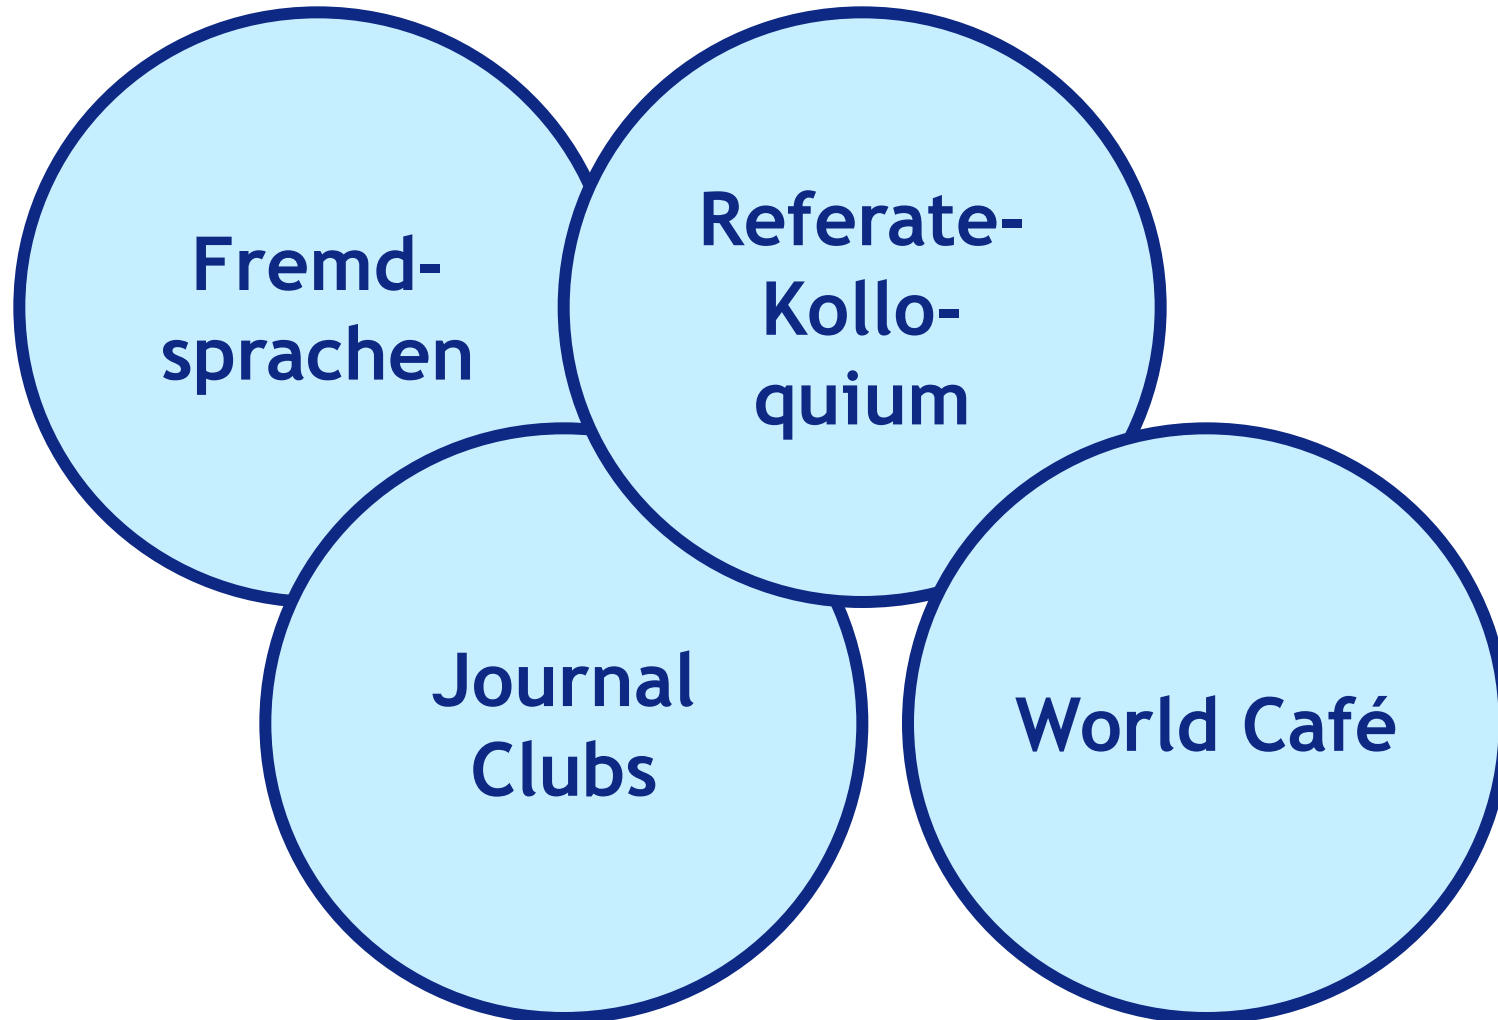 Fremd-
sprachen
Referate-
Kollo-
quium
Journal
Clubs
World Café